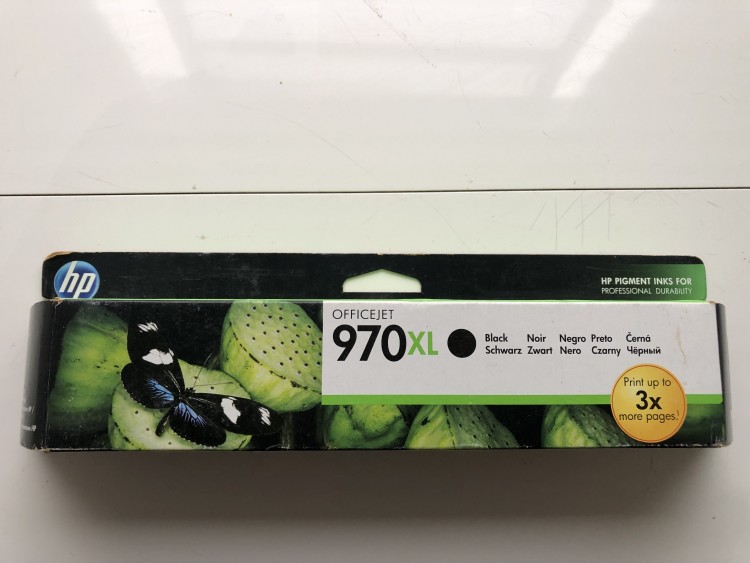 hp
HP PIGMENT INKS FOR
PROFESSIONAL DURABILITY
OFFICEJET
970XL
Black Noir Negro Preto Černá
Schwarz Zwart Nero Czarny Чёрный
Print up to
3x
more pages!